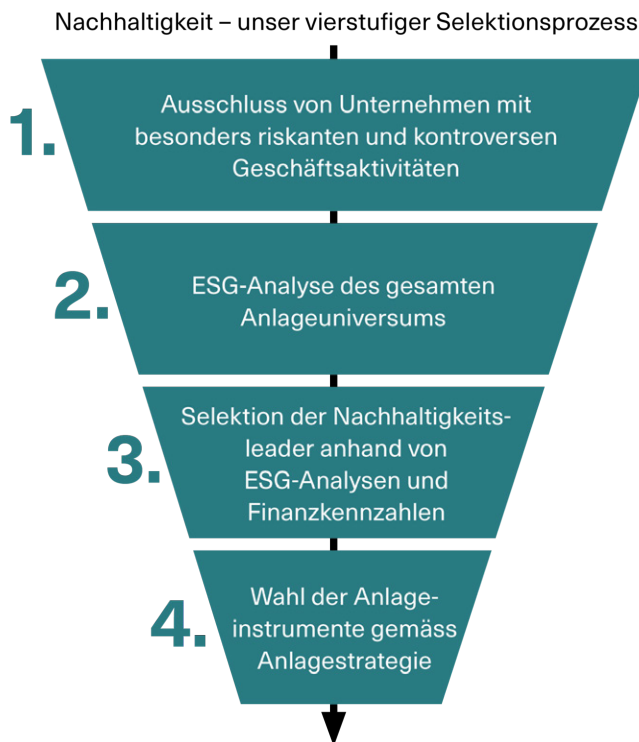 Nachhaltigkeit – unser vierstufiger Selektionsprozess
1.
Ausschluss von Unternehmen mit
besonders riskanten und kontroversen
Geschäftsaktivitäten
2.
ESG-Analyse des gesamten
Anlageuniversums
3.
Selektion der Nachhaltigkeits-
leader anhand von
ESG-Analysen und
Finanzkennzahlen
4.
Wahl der Anlage-
instrumente gemäss
Anlagestrategie